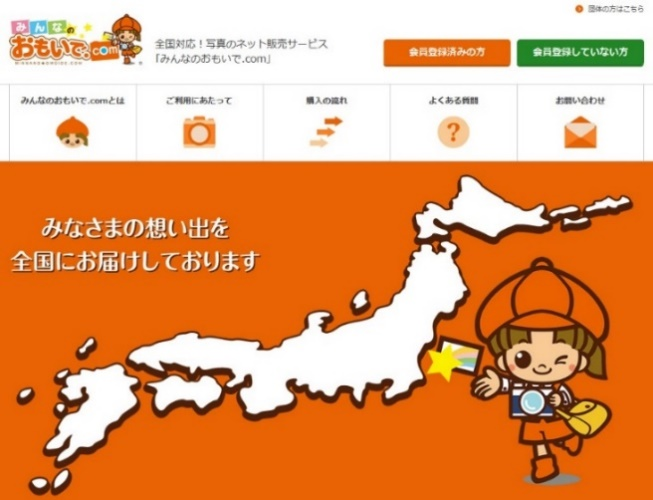 団体の方はこちら
みんなの
おもいで.com
MINNANOOMOIDE.COM
全国対応！写真のネット販売サービス
「みんなのおもいで.com」
会員登録済みの方
会員登録していない方
みんなのおもいで.comとは
ご利用にあたって
購入の流れ
よくある質問
お問い合わせ
?
みなさまの想い出を
全国にお届けしております